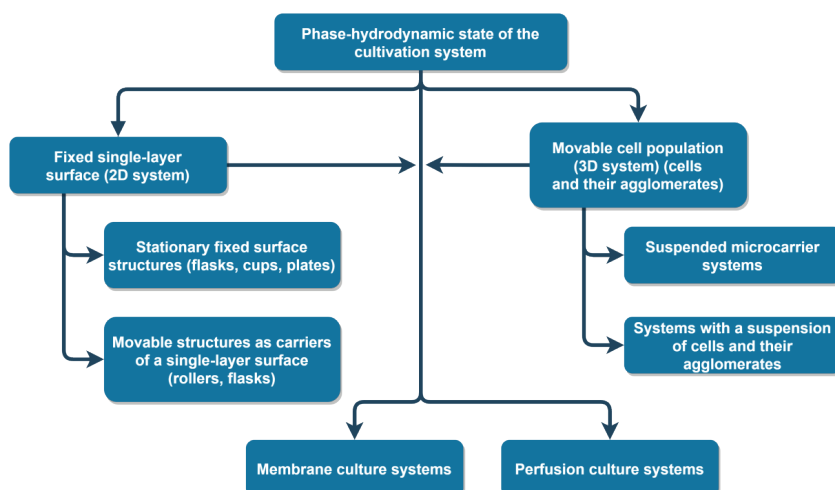 Phase-hydrodynamic state of the
cultivation system
Fixed single-layer
surface (2D system)
Movable cell population
(3D system) (cells
and their agglomerates)
Stationary fixed surface
structures (flasks, cups, plates)
Suspended microcarrier
systems
Movable structures as carriers
of a single-layer surface
(rollers, flasks)
Systems with a suspension
of cells and their
agglomerates
Membrane culture systems
Perfusion culture systems